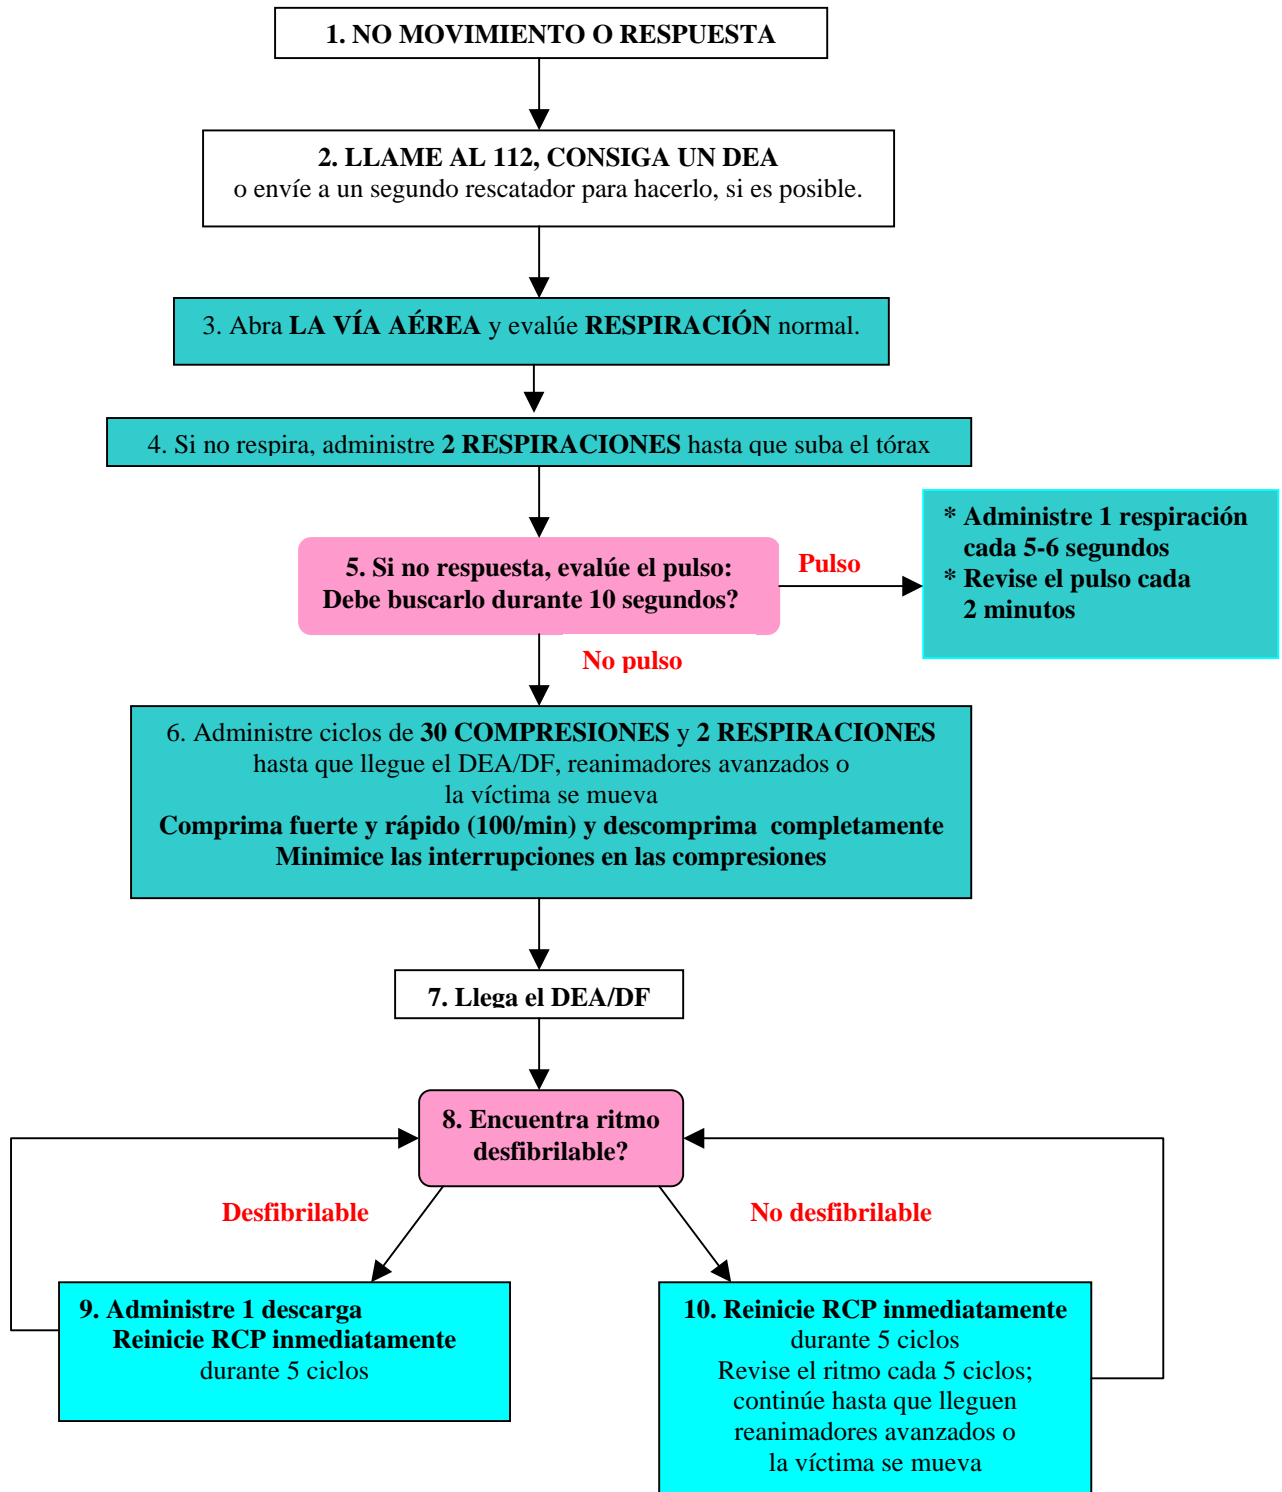 1. NO MOVIMIENTO O RESPUESTA
2. LLAME AL 112, CONSIGA UN DEA
o envíe a un segundo rescatador para hacerlo, si es posible.
3. Abra LA VÍA AÉREA y evalúe RESPIRACIÓN normal.
4. Si no respira, administre 2 RESPIRACIONES hasta que suba el tórax
5. Si no respuesta, evalúe el pulso:
Debe buscarlo durante 10 segundos?
Pulso
* Administre 1 respiración
cada 5-6 segundos
* Revise el pulso cada
2 minutos
No pulso
6. Administre ciclos de 30 COMPRESIONES y 2 RESPIRACIONES
hasta que llegue el DEA/DF, reanimadores avanzados o
la víctima se mueva
Comprima fuerte y rápido (100/min) y descomprima completamente
Minimice las interrupciones en las compresiones
7. Llega el DEA/DF
8. Encuentra ritmo
desfibrilable?
Desfibrilable
No desfibrilable
9. Administre 1 descarga
Reinicie RCP inmediatamente
durante 5 ciclos
10. Reinicie RCP inmediatamente
durante 5 ciclos
Revise el ritmo cada 5 ciclos;
continúe hasta que lleguen
reanimadores avanzados o
la víctima se mueva